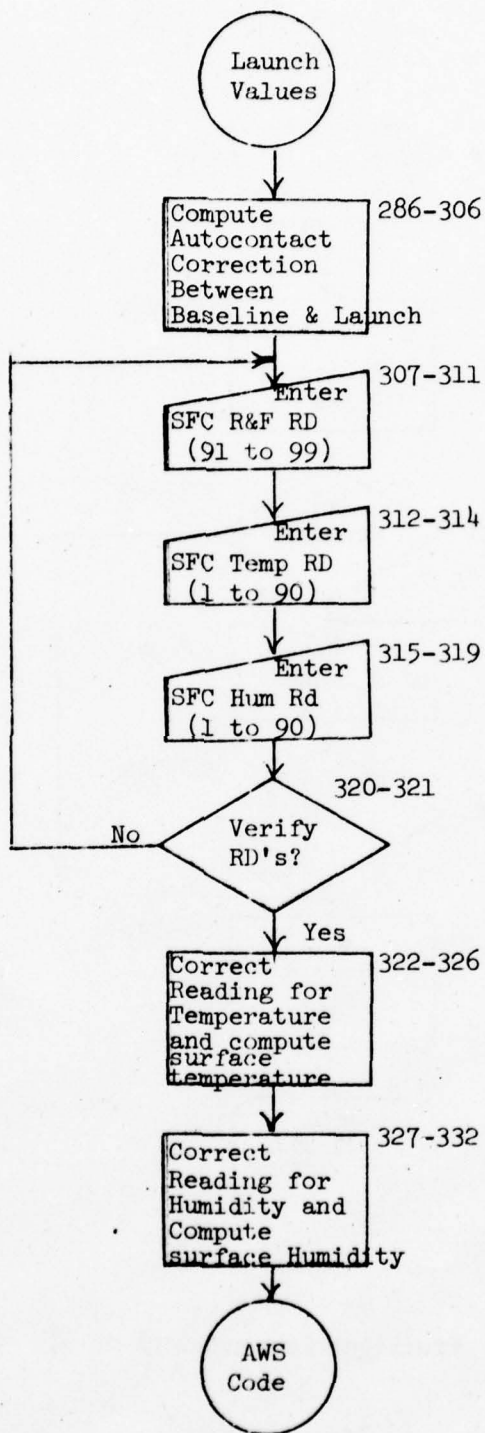 Launch
Values
Compute
Autocontact
Correction
Between
Baseline & Launch
286-306
Enter
SFC R&F RD
(91 to 99)
307-311
Enter
SFC Temp RD
(1 to 90)
312-314
Enter
SFC Hum Rd
(1 to 90)
315-319
320-321
Verify
RD's?
No
Yes
Correct
Reading for
Temperature
and compute
surface
temperature
322-326
Correct
Reading for
Humidity and
Compute
surface Humidity
327-332
AWS
Code